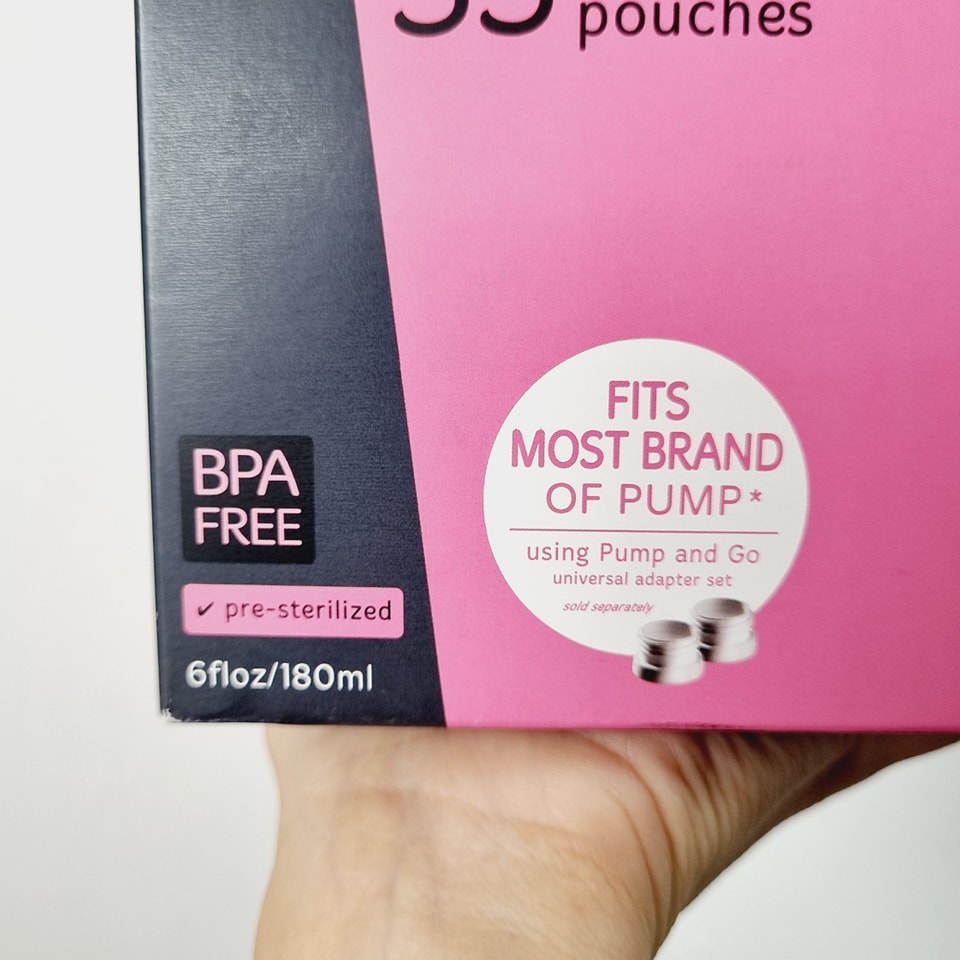 pouches
FITS
MOST BRAND
OF PUMP*
using Pump and Go
universal adapter set
sold separately
BPA
FREE
✔ pre-sterilized
6floz/180ml